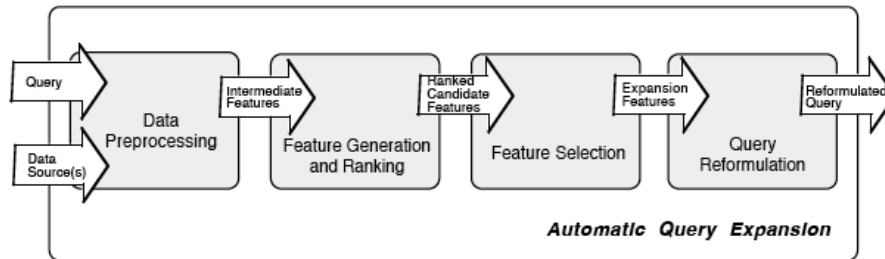 Query
Data
Source(s)
Data
Preprocessing
Intermediate
Features
Feature Generation
and Ranking
Ranked
Candidate
Features
Feature Selection
Expansion
Features
Query
Reformulation
Reformulated
Query
Automatic Query Expansion